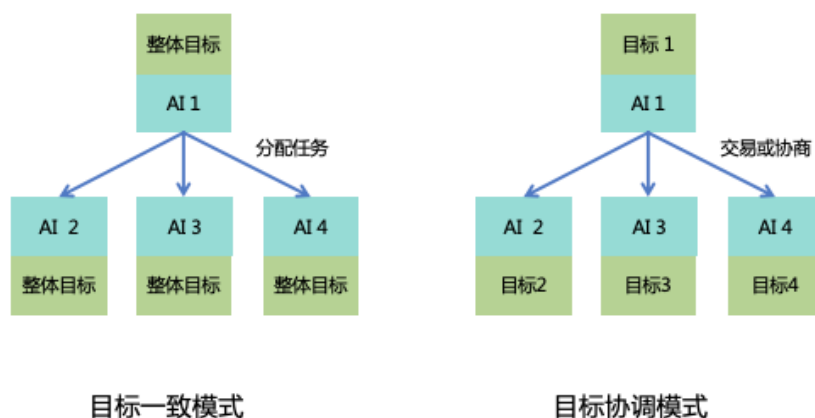 整体目标
AI 1
分配任务
AI 2
AI 3
AI 4
整体目标
整体目标
整体目标
目标一致模式
目标 1
AI 1
交易或协商
AI 2
AI 3
AI 4
目标2
目标3
目标4
目标协调模式